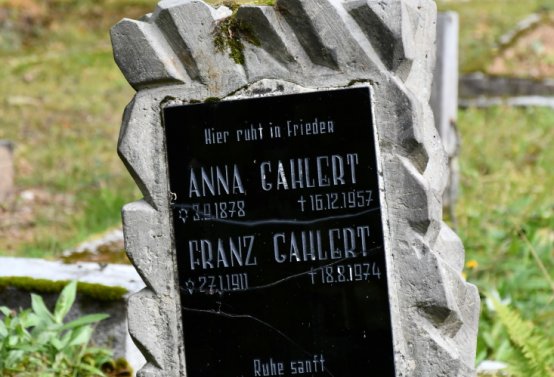 Hier ruht in Frieden
ANNA GAHLERT
☆ 3.9.1878 †16.12.1957
FRANZ GAHLERT
☆ 27.1.1911 †18.8.1974
Ruhe sanft